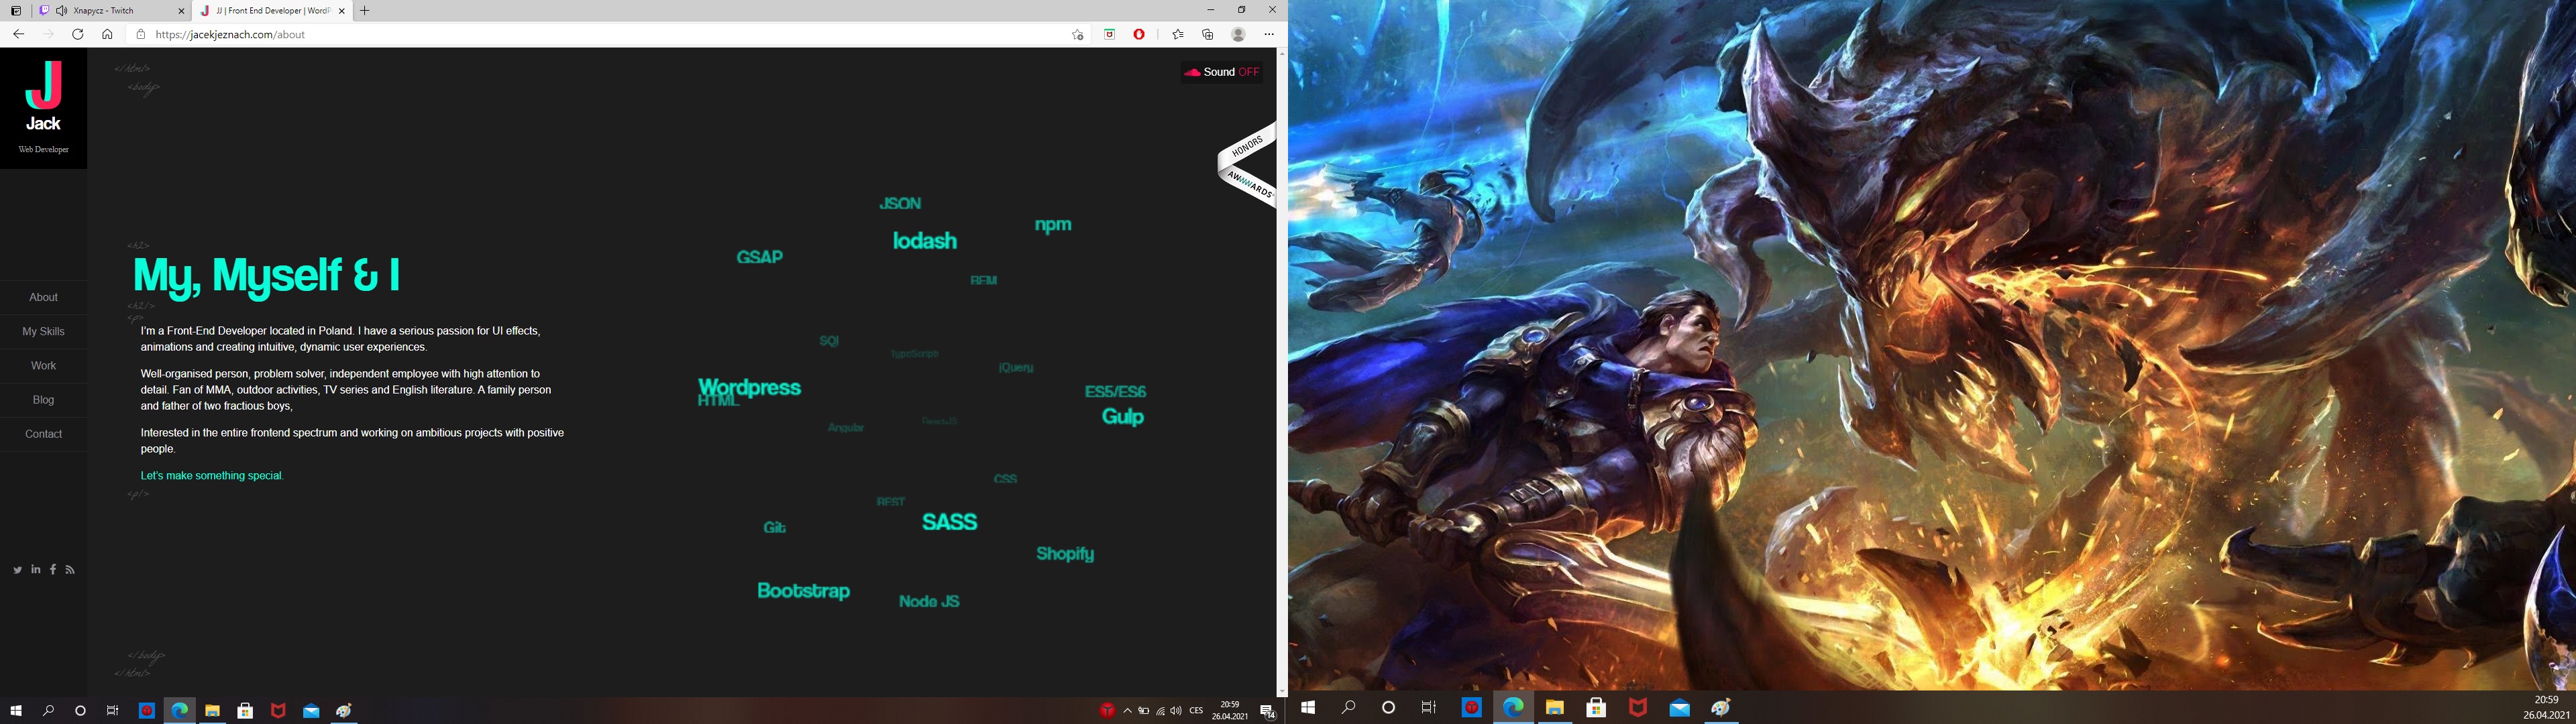 Xnapycz - Twitch
JJ | Front End Developer | WordP
https://jacekjeznach.com/about
Jack
Web Developer
About
My Skills
Work
Blog
Contact
</html>
<body>
Sound OFF
HONORS
AWWWARDS
<h2>
My, Myself & I
<h2/>
<p>
I'm a Front-End Developer located in Poland. I have a serious passion for UI effects,
animations and creating intuitive, dynamic user experiences.
Well-organised person, problem solver, independent employee with high attention to
detail. Fan of MMA, outdoor activities, TV series and English literature. A family person
and father of two fractious boys,
Interested in the entire frontend spectrum and working on ambitious projects with positive
people.
Let's make something special.
<p/>
JSON
npm
lodash
GSAP
BEM
SQl
TypeScript
jQuery
Wordpress
HTML
ES5/ES6
Gulp
Angular
ReactJS
CSS
REST
SASS
Git
Shopify
Bootstrap
Node JS
</body>
</html>
CES
20:59
26.04.2021
14
20:59
26.04.2021